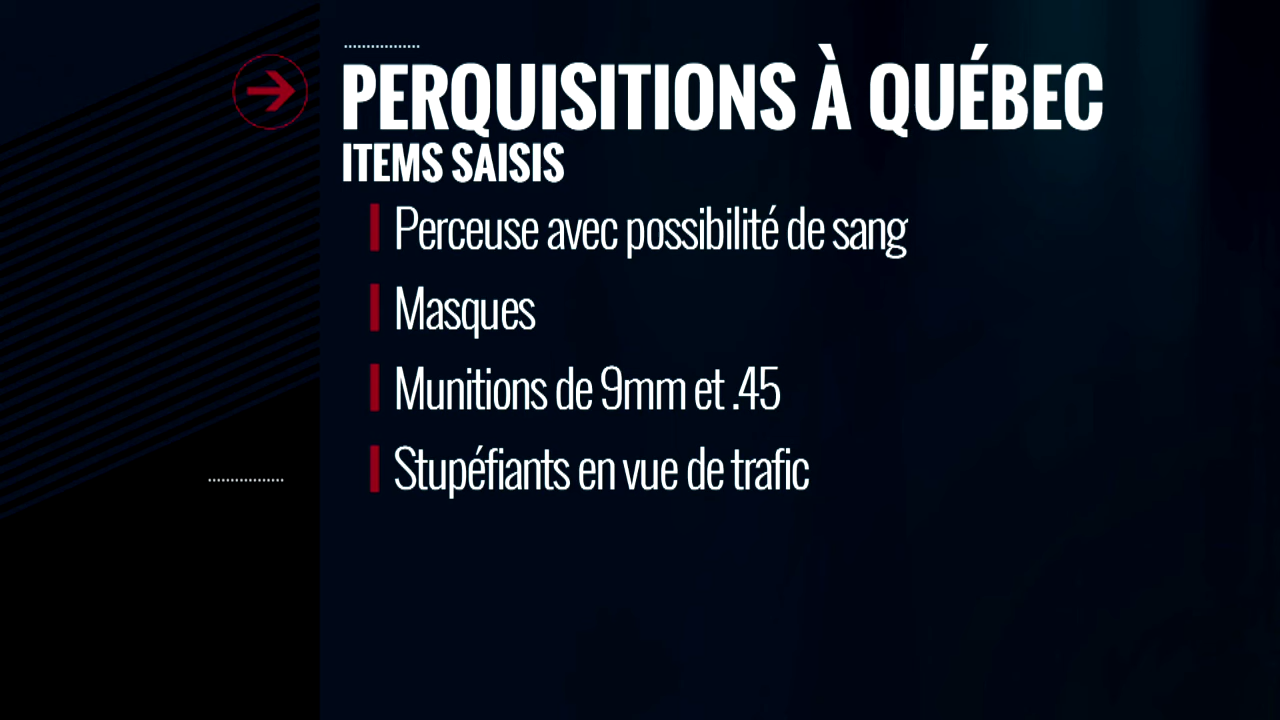 PERQUISITIONS À QUÉBEC
ITEMS SAISIS
Perceuse avec possibilité de sang
Masques
Munitions de 9mm et .45
Stupéfiants en vue de trafic